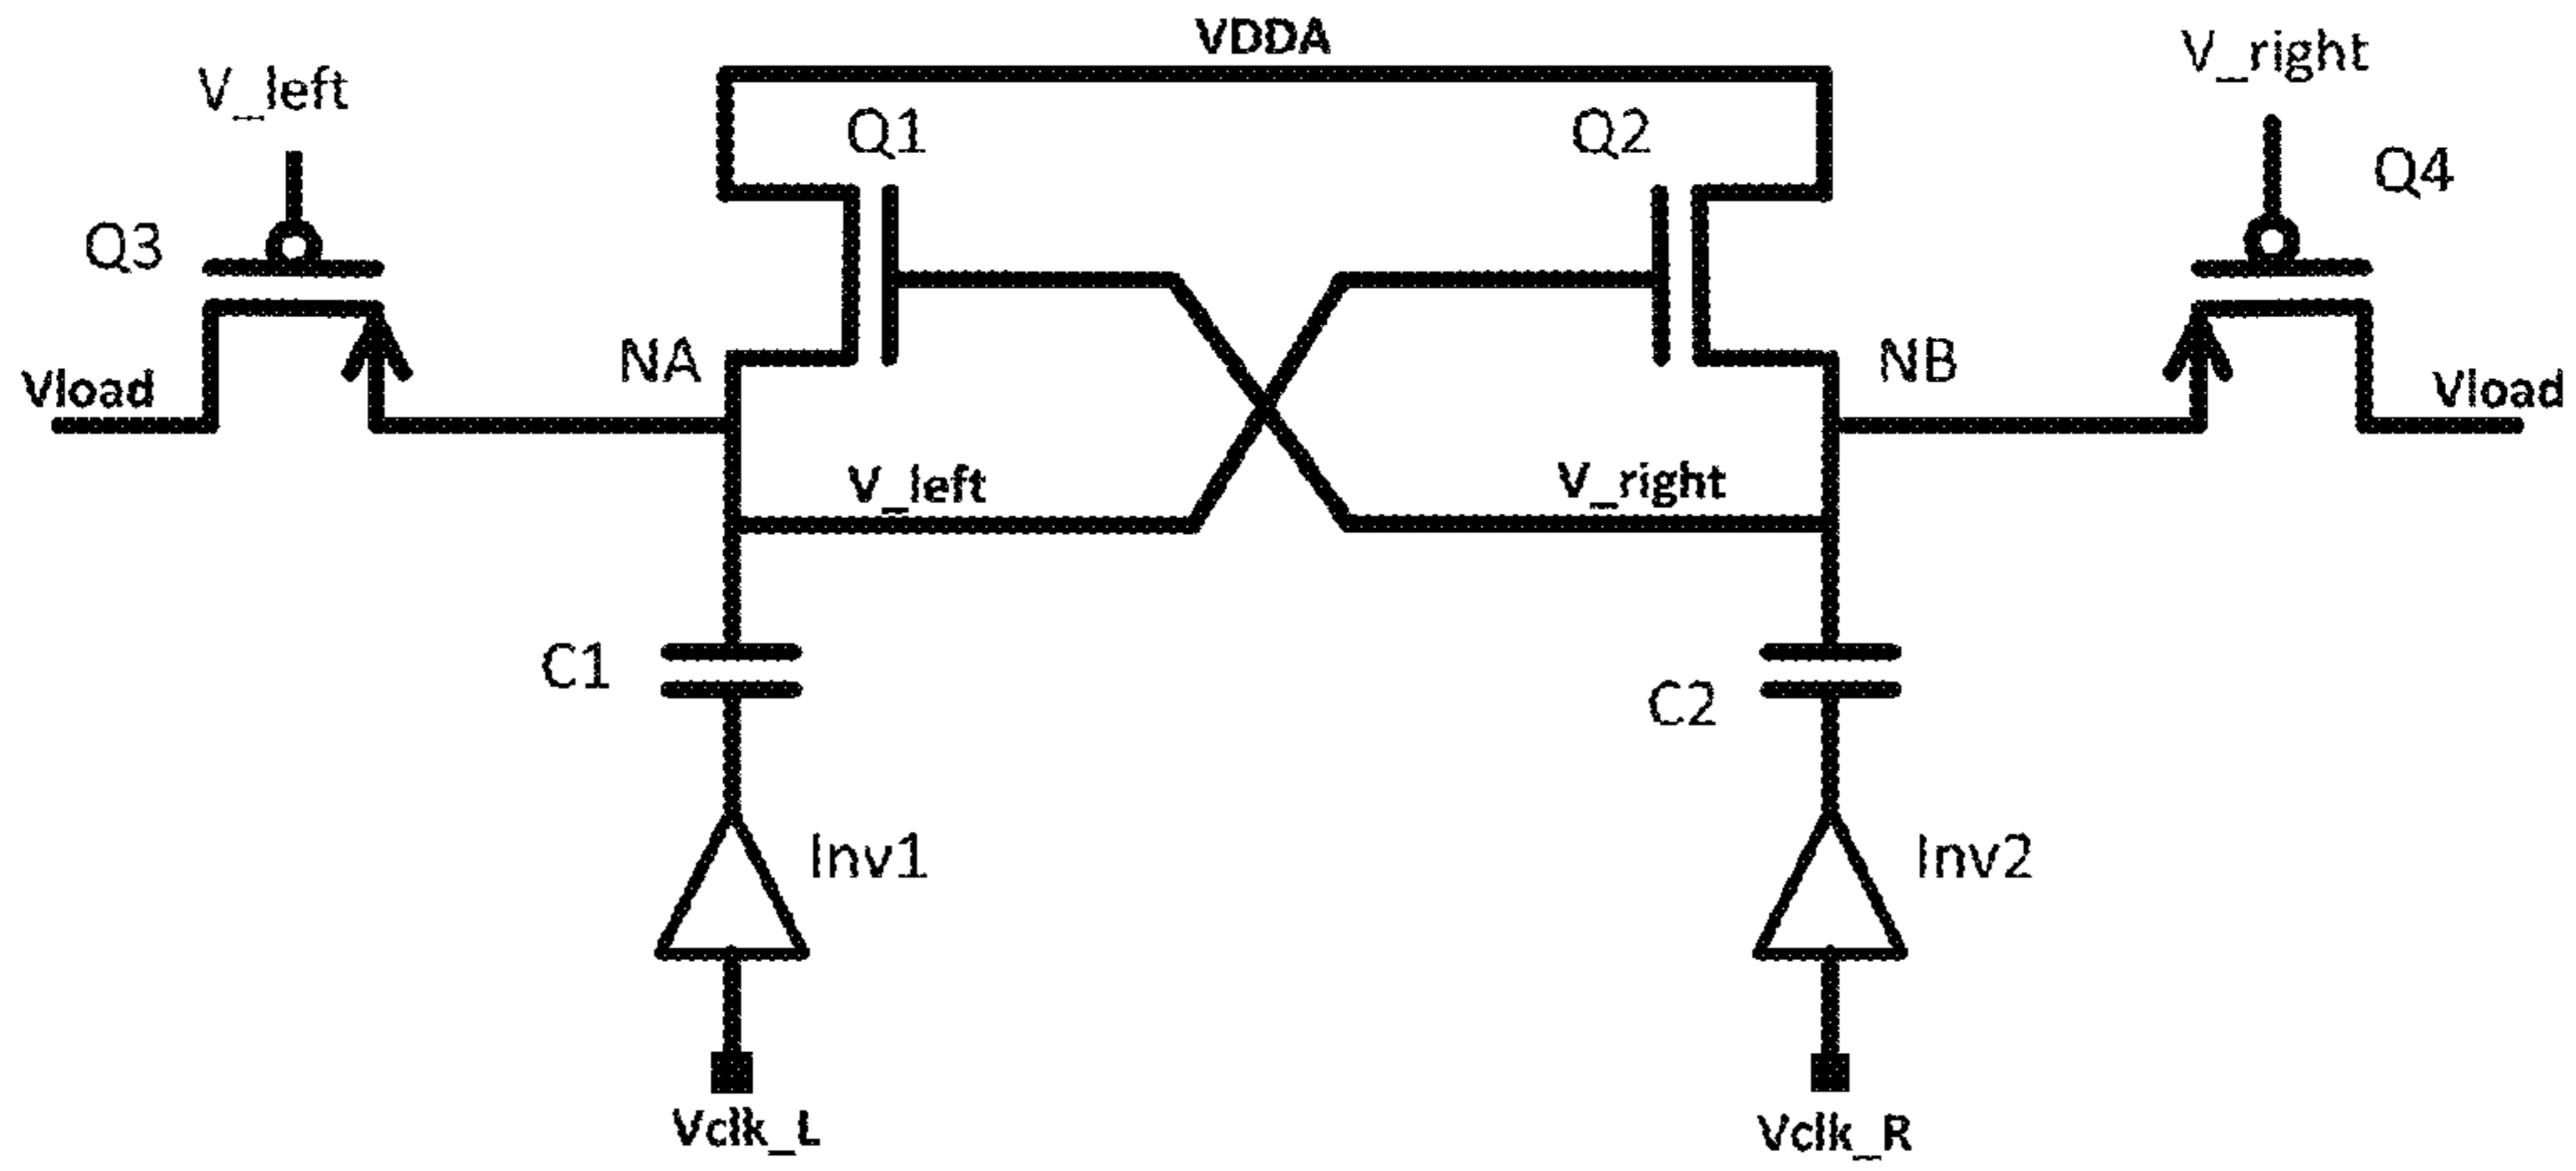 VDDA
V_left
V_right
Q1
Q2
Q4
Q3
NA
NB
Vload
Vload
V_left
V_right
C1
C2
Inv1
Inv2
Vclk_L
Vclk_R